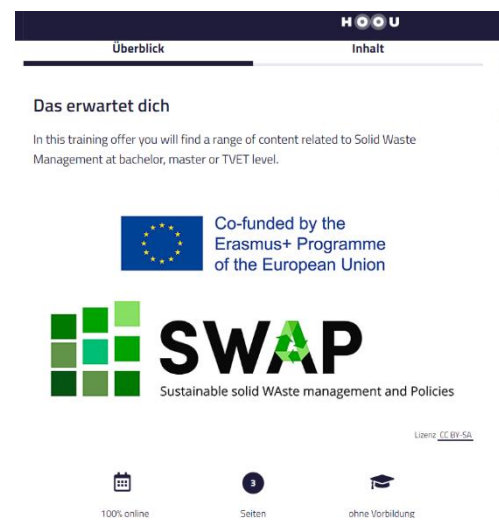 HOOU
Überblick Inhalt
Das erwartet dich
In this training offer you will find a range of content related to Solid Waste
Management at bachelor, master or TVET level.
Co-funded by the
Erasmus+ Programme
of the European Union
SWAP
Sustainable solid WAste management and Policies
Lizenz CC BY-SA
3
100% online Seiten ohne Vorbildung